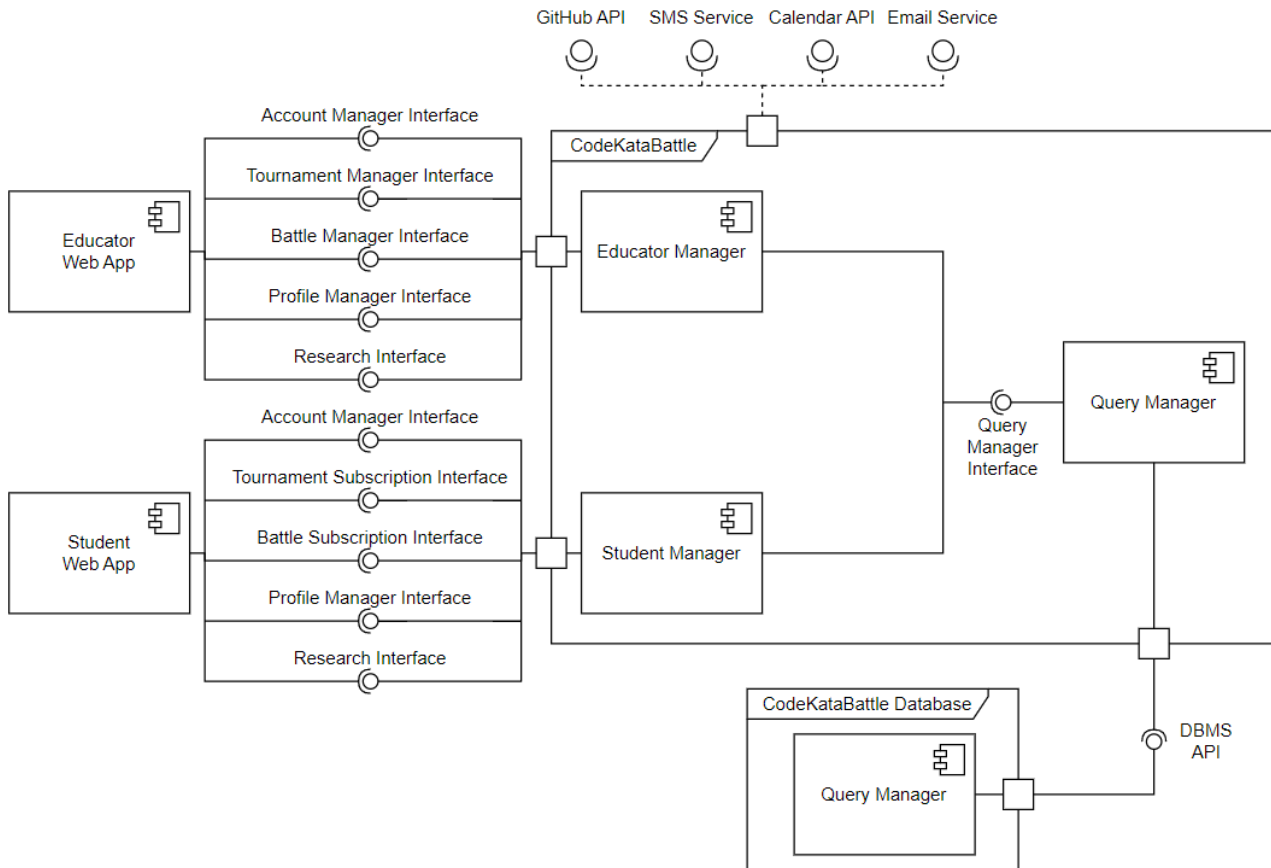 GitHub API
SMS Service
Calendar API
Email Service
Account Manager Interface
CodeKataBattle
Tournament Manager Interface
Educator
Web App
Battle Manager Interface
Educator Manager
Profile Manager Interface
Research Interface
Account Manager Interface
Query Manager
Query
Manager
Interface
Tournament Subscription Interface
Student
Web App
Battle Subscription Interface
Student Manager
Profile Manager Interface
Research Interface
CodeKataBattle Database
DBMS
API
Query Manager